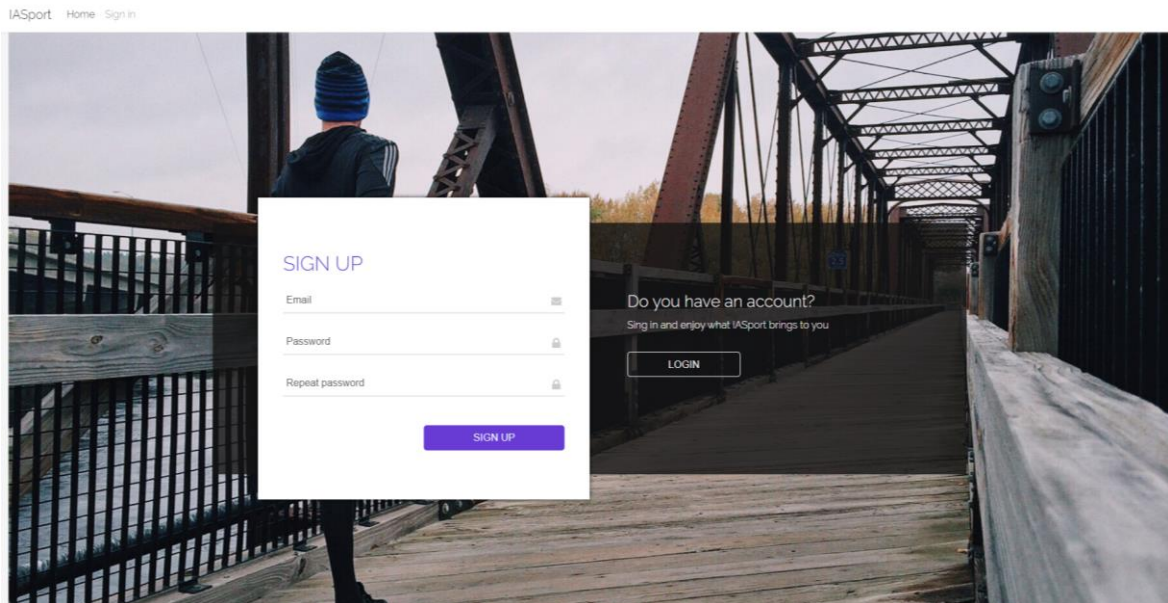 IASport Home Sign in
SIGN UP
Email
Password
Repeat password
SIGN UP
Do you have an account?
Sing in and enjoy what IASport brings to you
LOGIN